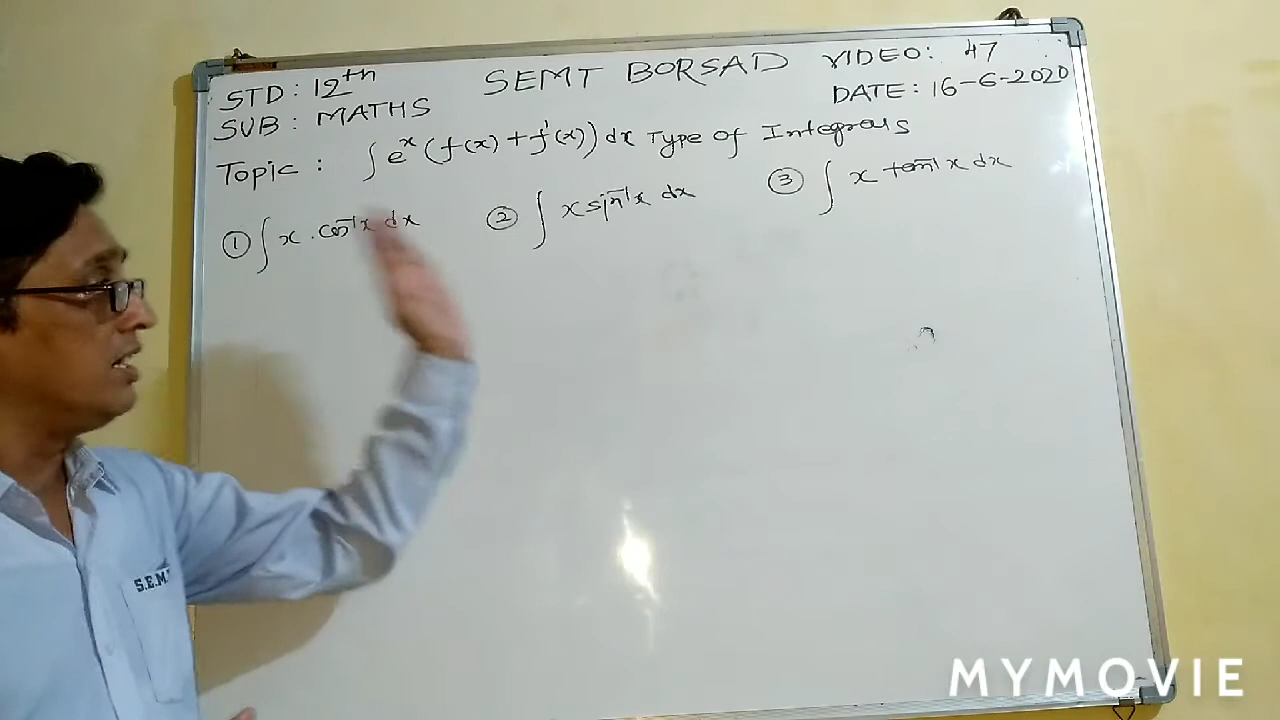 STD: 12th SEMT BORSAD VIDEO: 47
SUB: MATHS DATE: 16-6-2020
Topic: ∫ eˣ (f(x) + f'(x)) dx Type of Integrals
① ∫ x . cos⁻¹x dx ② ∫ x sin⁻¹x dx ③ ∫ x tan⁻¹x dx
S.E.M.
MYMOVIE